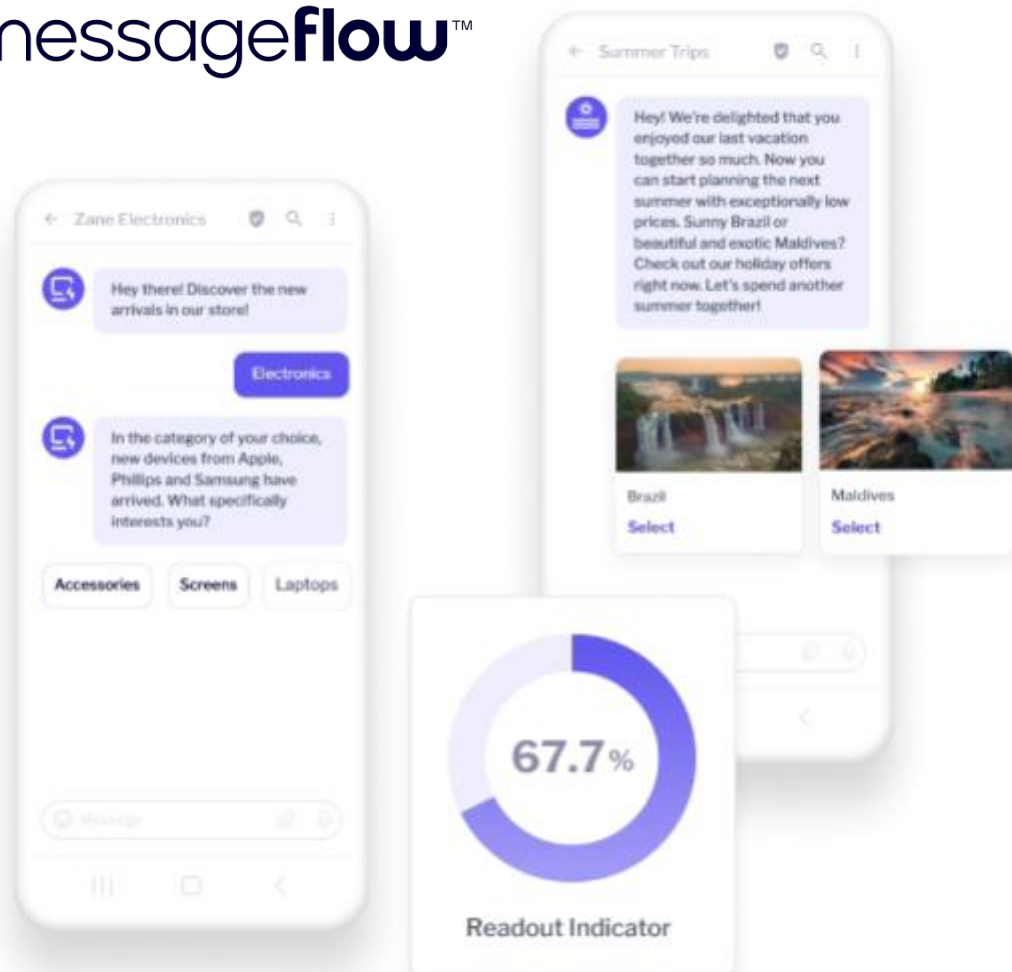 messageflow™
Zane Electronics
Hey there! Discover the new
arrivals in our store!
Electronics
In the category of your choice,
new devices from Apple,
Phillips and Samsung have
arrived. What specifically
interests you?
Accessories
Screens
Laptops
Message
Summer Trips
Hey! We're delighted that you
enjoyed our last vacation
together so much. Now you
can start planning the next
summer with exceptionally low
prices. Sunny Brazil or
beautiful and exotic Maldives?
Check out our holiday offers
right now. Let's spend another
summer together!
Brazil
Select
Maldives
Select
67.7%
Readout Indicator